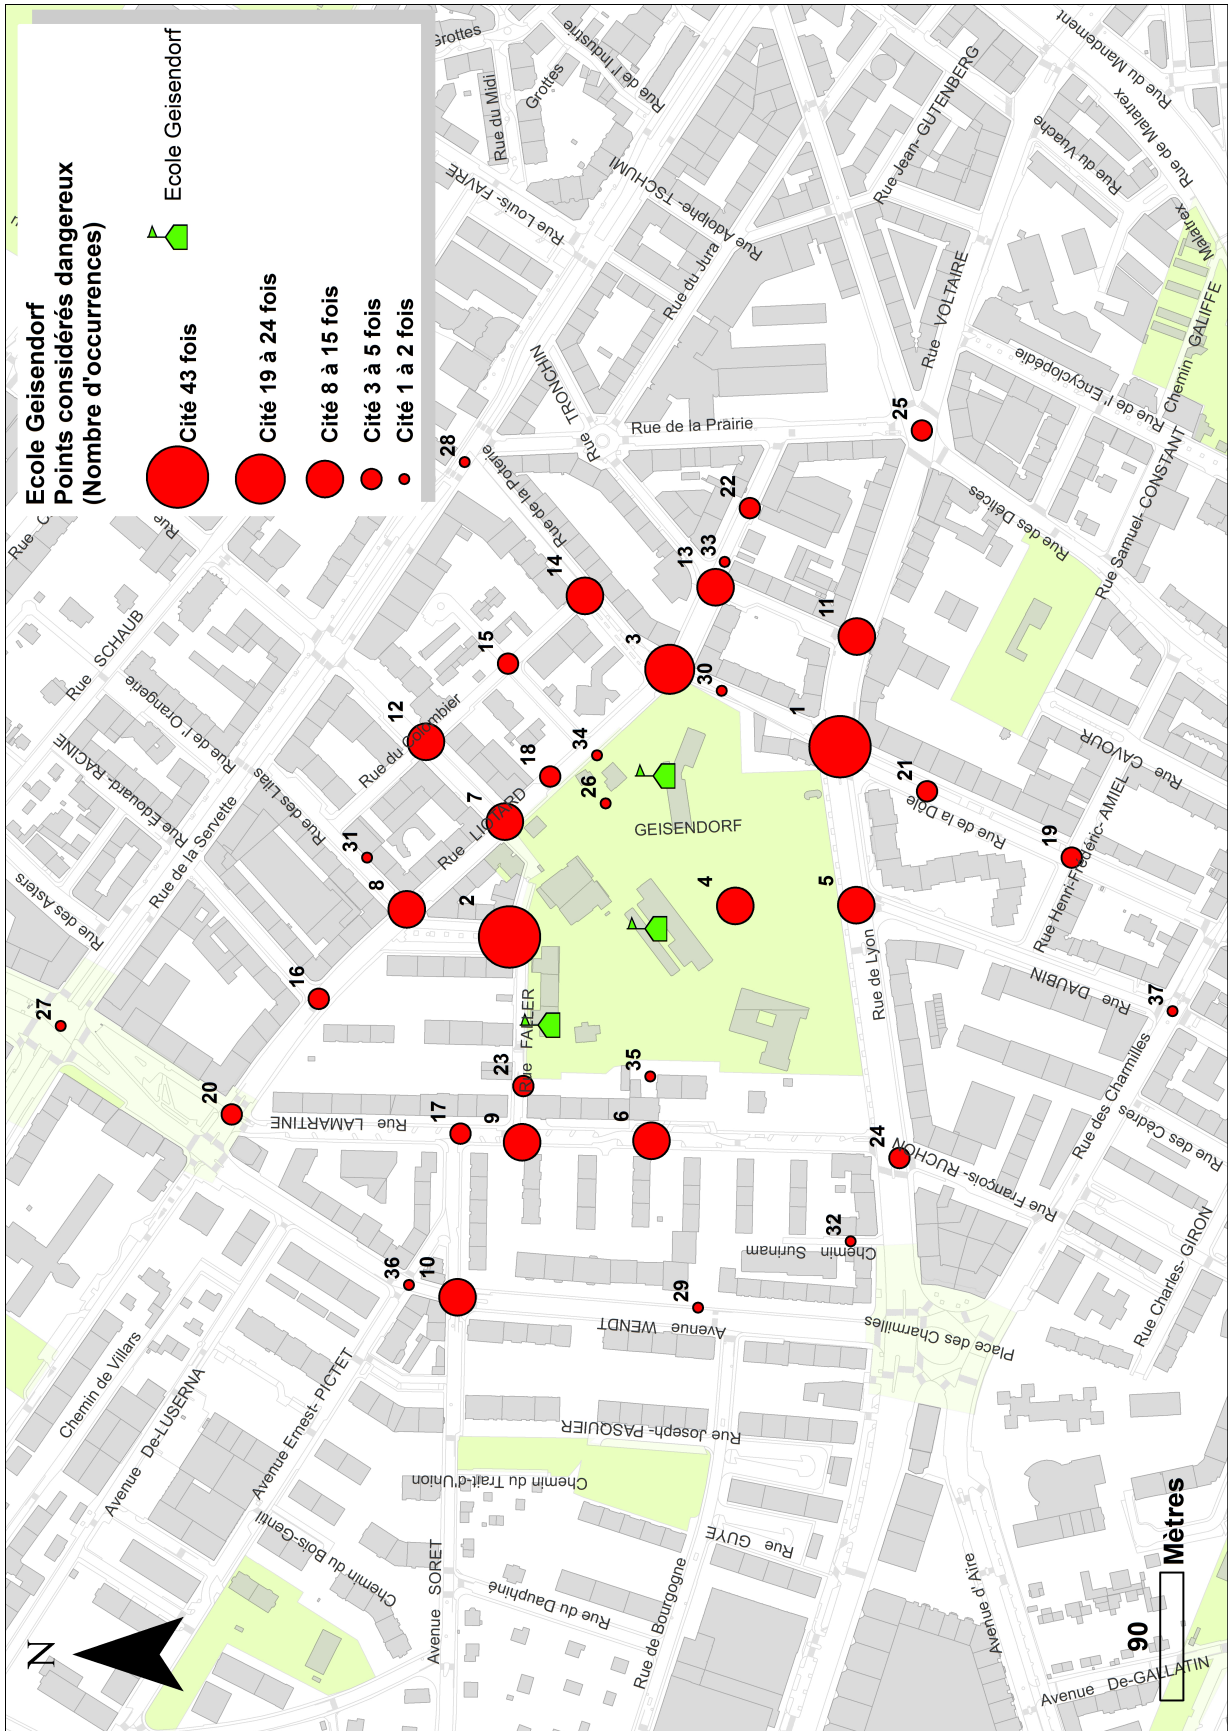 Ecole Geisendorf
Points considérés dangereux
(Nombre d'occurrences)
Cité 43 fois
Cité 19 à 24 fois
Cité 8 à 15 fois
Cité 3 à 5 fois
Cité 1 à 2 fois
Ecole Geisendorf
N
90
Mètres
Grottes
Rue de l' Industrie
Grottes
Rue du Midi
Rue Louis- FAVRE
Rue Adolphe- TSCHUMI
Rue du Jura
Rue Jean- GUTENBERG
Rue du Mandement
Rue de Malatrex
Rue du Vuache
Malatrex
Rue VOLTAIRE
Rue de l' Encyclopédie
Chemin GALIFFE
Rue Samuel- CONSTANT
Rue des Délices
Rue de la Prairie
Rue TRONCHIN
Rue de la Poterie
Rue SCHAUB
Rue de l' Orangerie
Rue Édouard- RACINE
Rue de la Servette
Rue des Lilas
Rue du Colombier
Rue LIOTARD
Rue des Asters
Rue FALLER
GEISENDORF
Rue de Lyon
Rue de la Dôle
Rue CAVOUR
Rue Henri-Frédéric- AMIEL
Rue DAUBIN
Rue des Charmilles
Rue des Cèdres
Rue François- RUCHON
Rue Charles- GIRON
Rue LAMARTINE
Chemin Surinam
Place des Charmilles
Avenue WENDT
Rue Joseph- PASQUIER
Chemin du Trait-d'Union
Chemin de Villars
Avenue De-LUSERNA
Avenue Ernest- PICTET
Chemin du Bois-Gentil
Avenue SORET
Rue du Dauphiné
Rue de Bourgogne
Rue GUYE
Avenue d' Aïre
Avenue De-GALLATIN
1
2
3
4
5
6
7
8
9
10
11
12
13
14
15
16
17
18
19
20
21
22
23
24
25
26
27
28
29
30
31
32
33
34
35
36
37